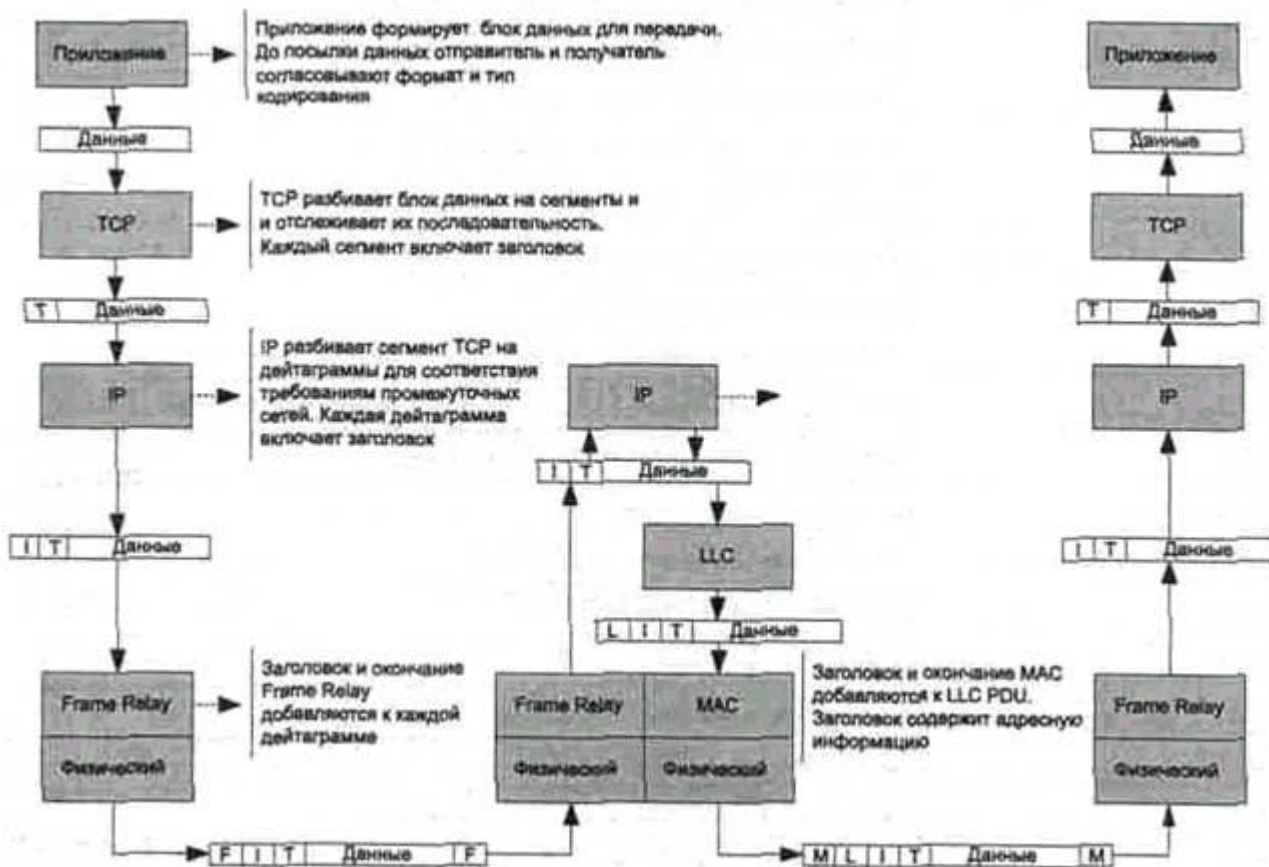 Приложение
Приложение формирует блок данных для передачи.
До посылки данных отправитель и получатель
согласовывают формат и тип
кодирования
Данные
TCP
TCP разбивает блок данных на сегменты и
и отслеживает их последовательность.
Каждый сегмент включает заголовок
T Данные
IP
IP разбивает сегмент TCP на
дейтаграммы для соответствия
требованиям промежуточных
сетей. Каждая дейтаграмма
включает заголовок
I T Данные
Frame Relay
Физический
Заголовок и окончание
Frame Relay
добавляются к каждой
дейтаграмме
F I T Данные F
IP
I T Данные
LLC
L I T Данные
Frame Relay
Физический
MAC
Физический
Заголовок и окончание MAC
добавляются к LLC PDU.
Заголовок содержит адресную
информацию
M L I T Данные M
Приложение
Данные
TCP
T Данные
IP
I T Данные
Frame Relay
Физический